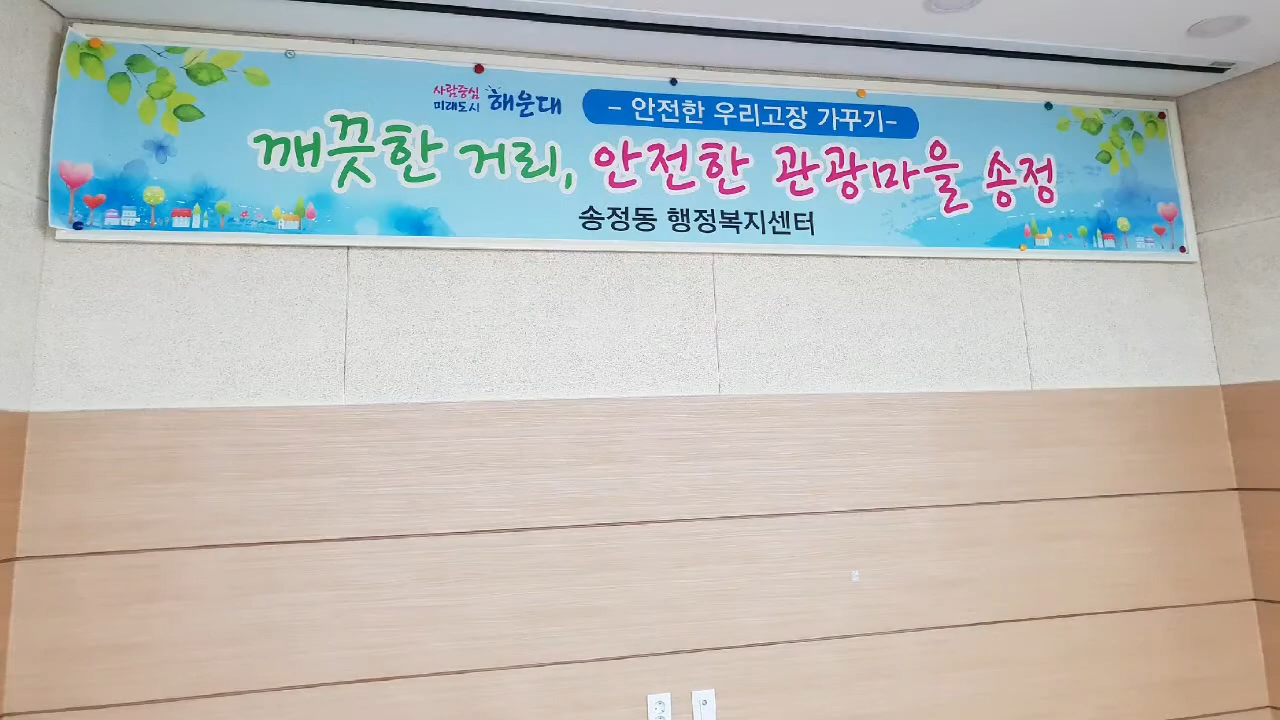 사람중심
미래도시 해운대
- 안전한 우리고장 가꾸기-
깨끗한 거리, 안전한 관광마을 송정
송정동 행정복지센터